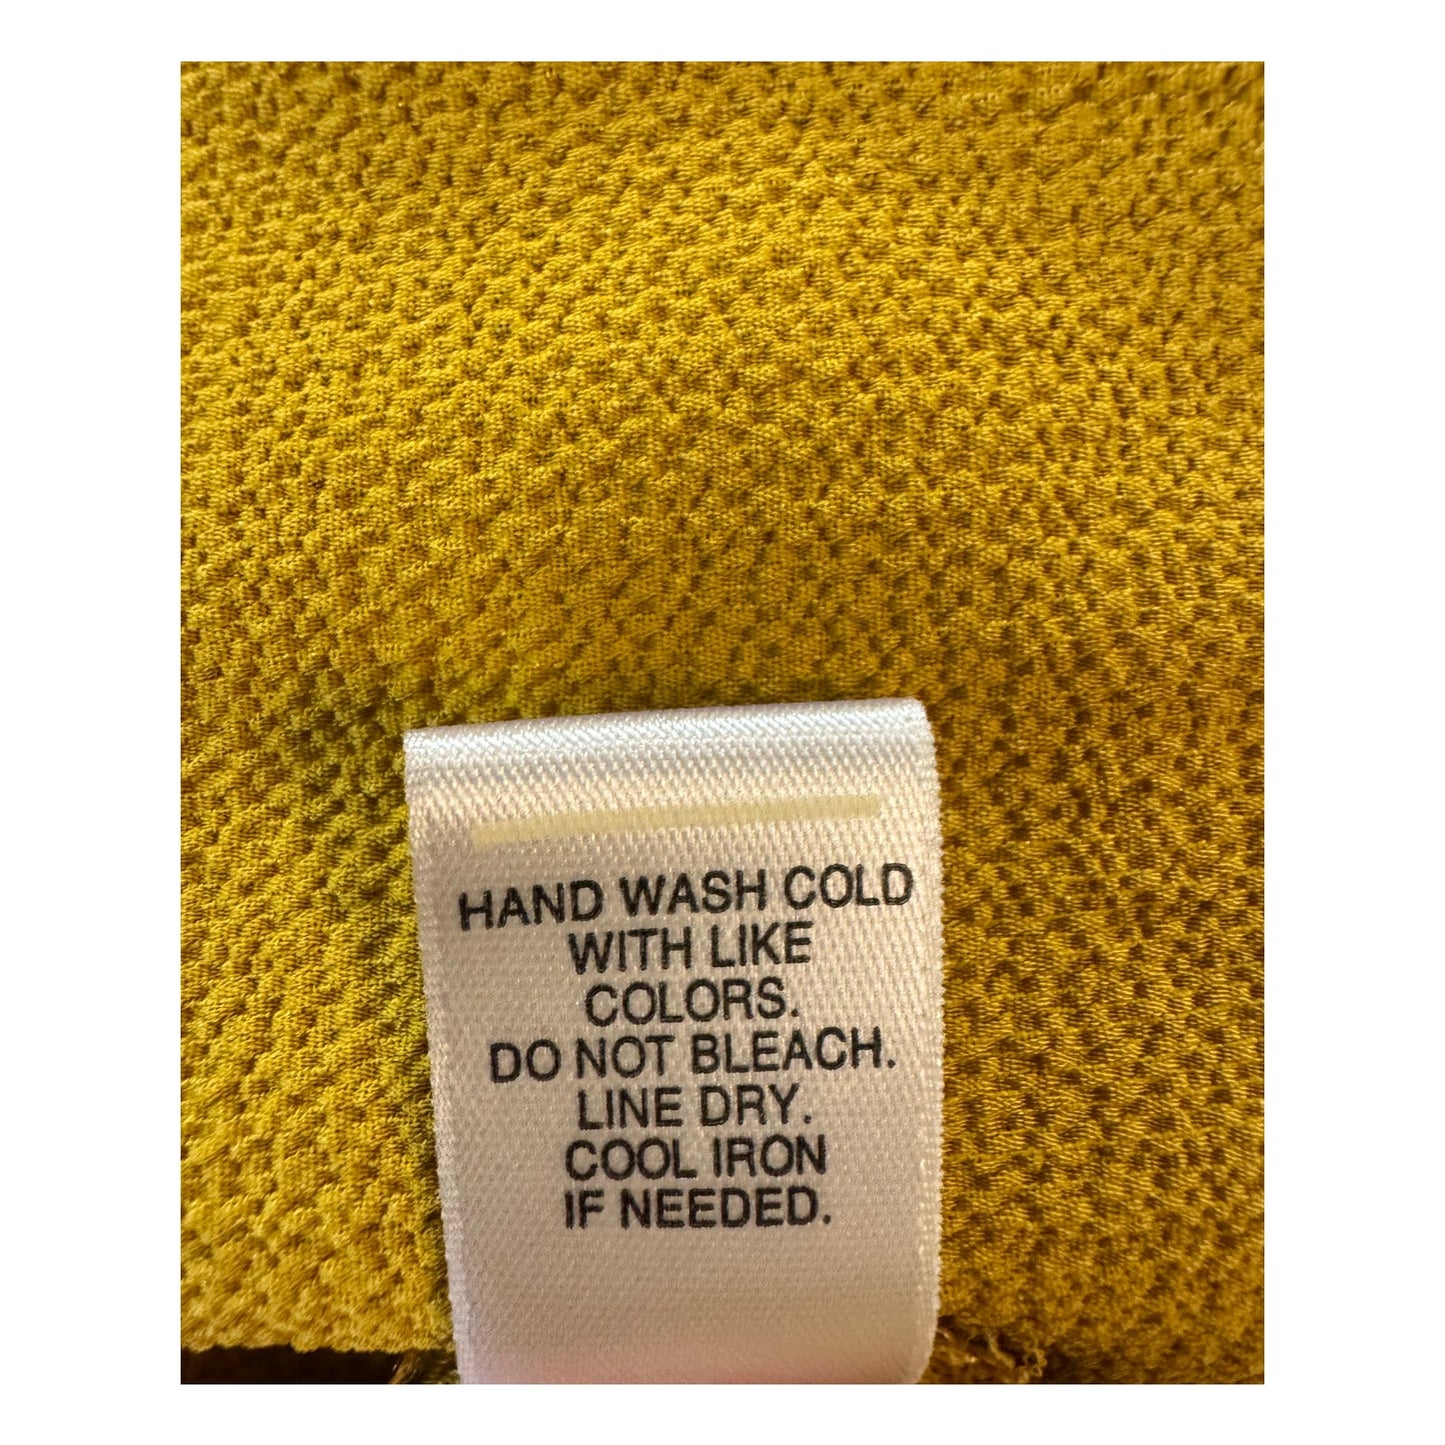 HAND WASH COLD
WITH LIKE
COLORS.
DO NOT BLEACH.
LINE DRY.
COOL IRON
IF NEEDED.